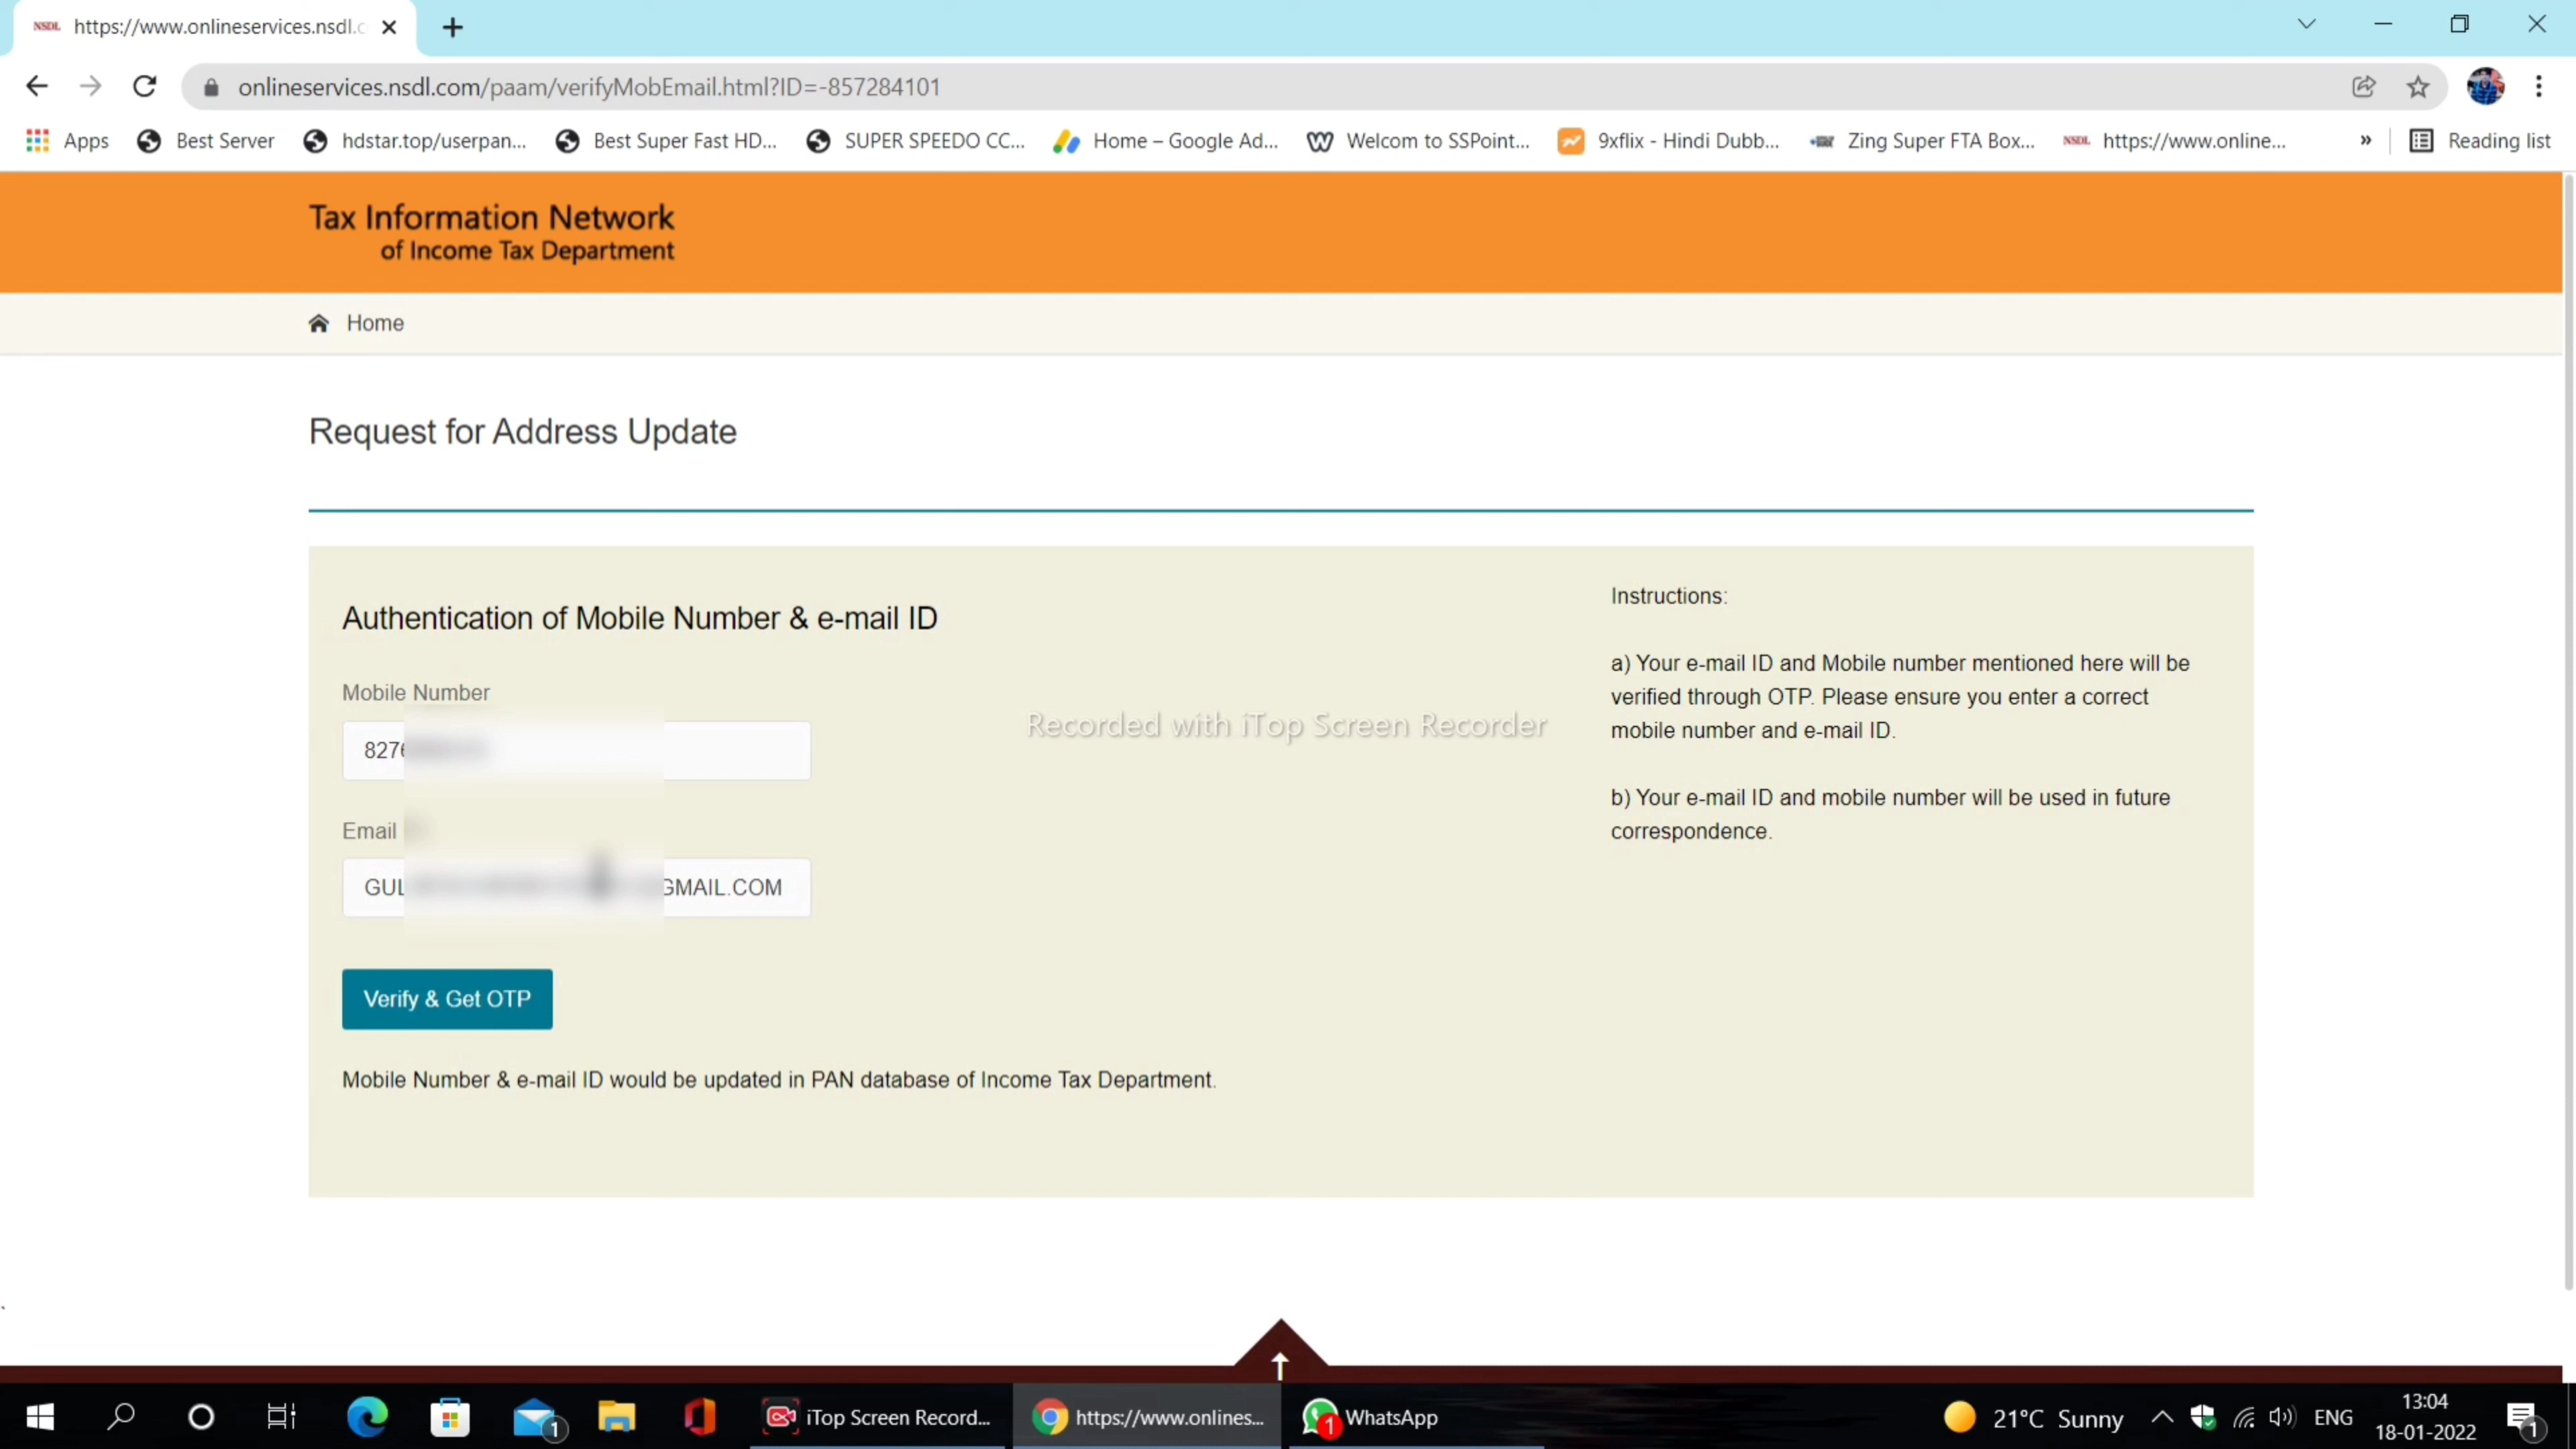 NSDL https://www.onlineservices.nsdl.c
onlineservices.nsdl.com/paam/verifyMobEmail.html?ID=-857284101
Apps Best Server hdstar.top/userpan... Best Super Fast HD... SUPER SPEEDO CC... Home – Google Ad... Welcom to SSPoint... 9xflix - Hindi Dubb... Zing Super FTA Box... NSDL https://www.online... » Reading list
Tax Information Network
of Income Tax Department
Home
Request for Address Update
Authentication of Mobile Number & e-mail ID
Mobile Number
827
Email
GUL GMAIL.COM
Verify & Get OTP
Mobile Number & e-mail ID would be updated in PAN database of Income Tax Department.
Recorded with iTop Screen Recorder
Instructions:
a) Your e-mail ID and Mobile number mentioned here will be
verified through OTP. Please ensure you enter a correct
mobile number and e-mail ID.
b) Your e-mail ID and mobile number will be used in future
correspondence.
1 iTop Screen Record... https://www.onlines... 1 WhatsApp 21°C Sunny ENG 13:04
18-01-2022 1